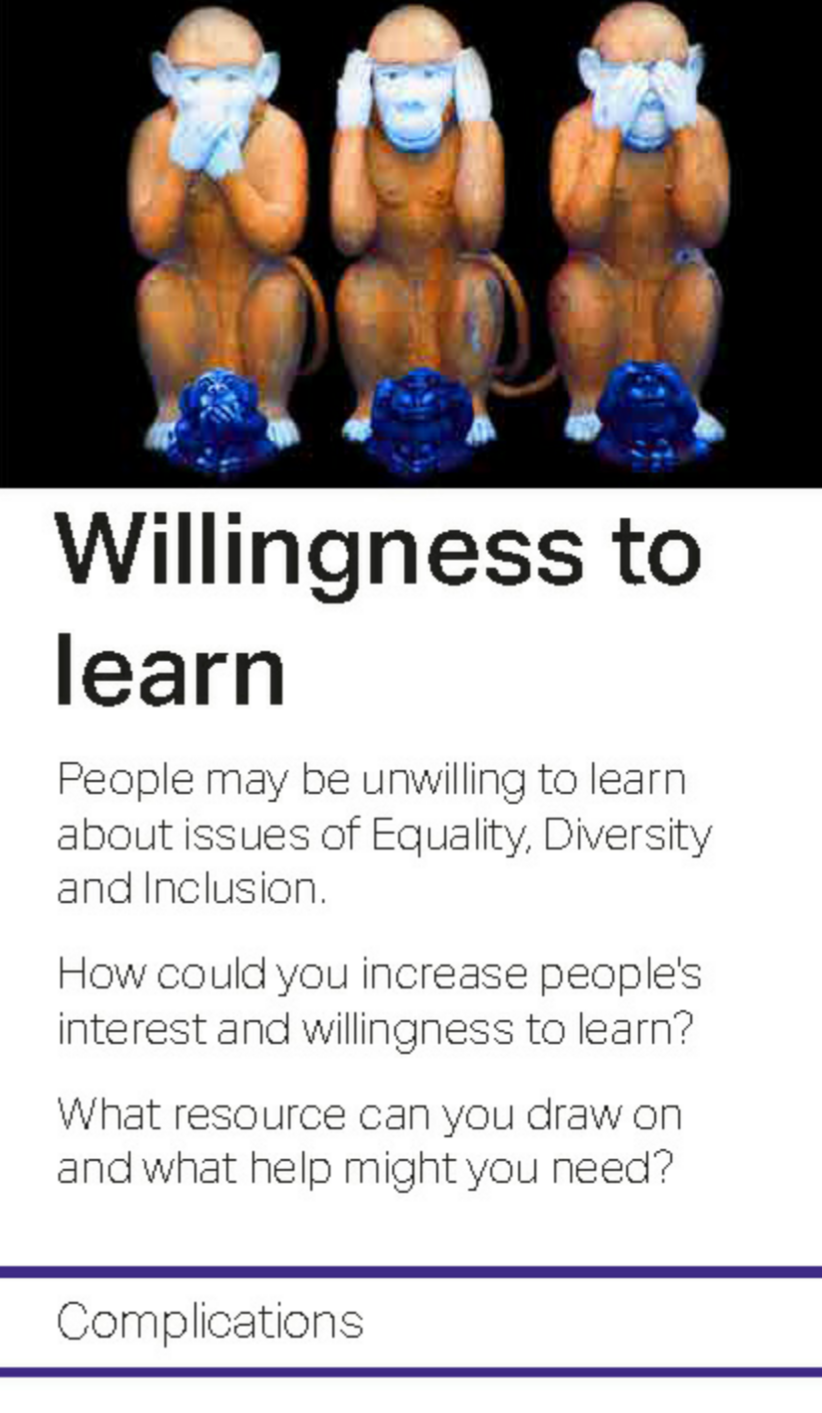 Willingness to
learn
People may be unwilling to learn
about issues of Equality, Diversity
and Inclusion.
How could you increase people's
interest and willingness to learn?
What resource can you draw on
and what help might you need?
Complications